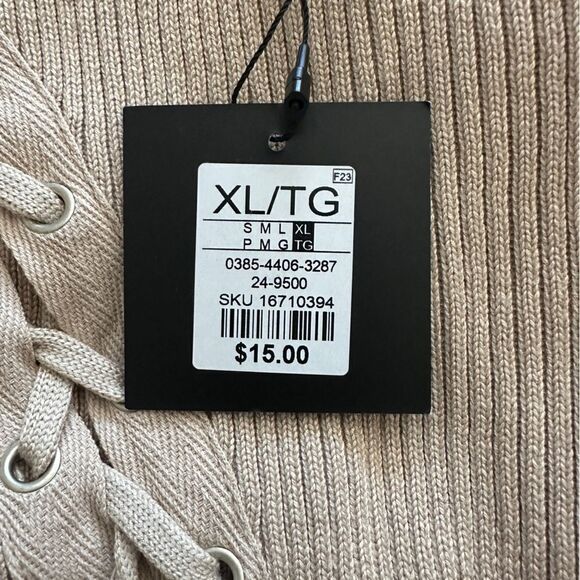 F23
XL/TG
S M L XL
P M G TG
0385-4406-3287
24-9500
SKU 16710394
$15.00